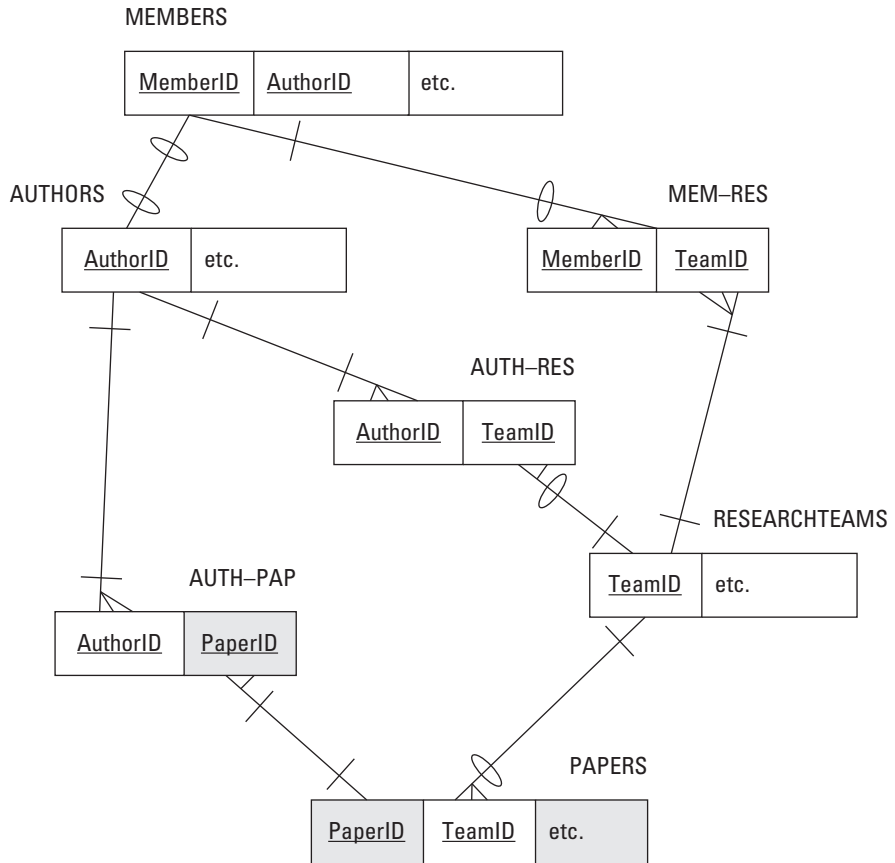 MEMBERS
MemberID AuthorID etc.
AUTHORS
MEM–RES
AuthorID etc.
MemberID TeamID
AUTH–RES
AuthorID TeamID
RESEARCHTEAMS
AUTH–PAP
TeamID etc.
AuthorID PaperID
PAPERS
PaperID TeamID etc.